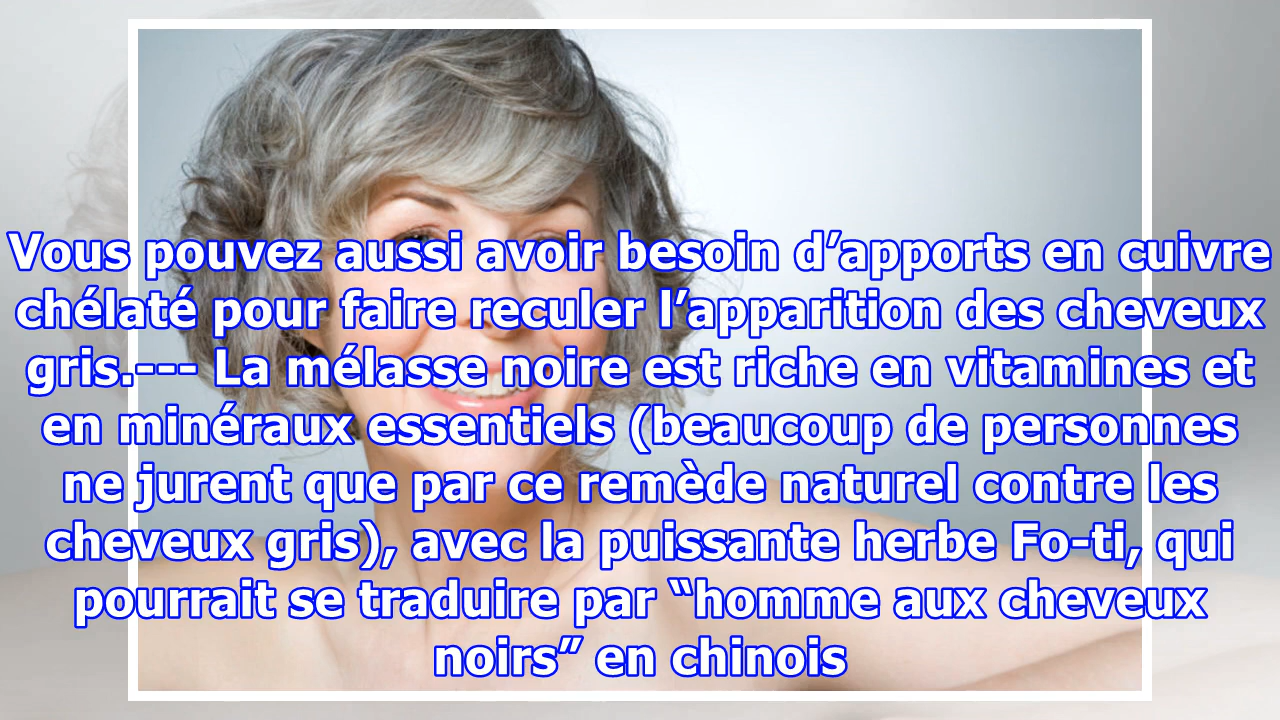 Vous pouvez aussi avoir besoin d’apports en cuivre
chélaté pour faire reculer l’apparition des cheveux
gris.--- La mélasse noire est riche en vitamines et
en minéraux essentiels (beaucoup de personnes
ne jurent que par ce remède naturel contre les
cheveux gris), avec la puissante herbe Fo-ti, qui
pourrait se traduire par “homme aux cheveux
noirs” en chinois